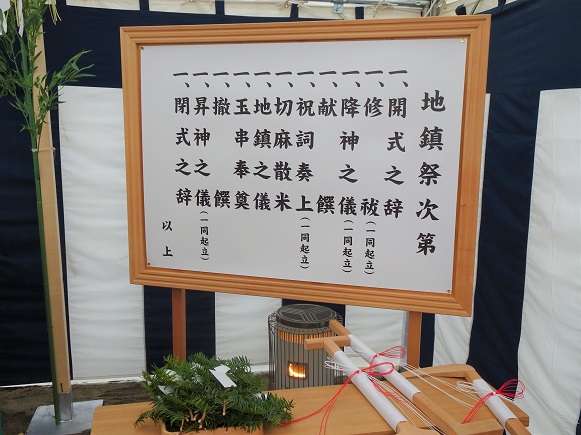 地鎮祭次第
一、開式之辞
一、修祓（一同起立）
一、降神之儀（一同起立）
一、献饌
一、祝詞奏上（一同起立）
一、切麻散米
一、地鎮之儀
一、玉串奉奠
一、撤饌
一、昇神之儀（一同起立）
一、閉式之辞
以上